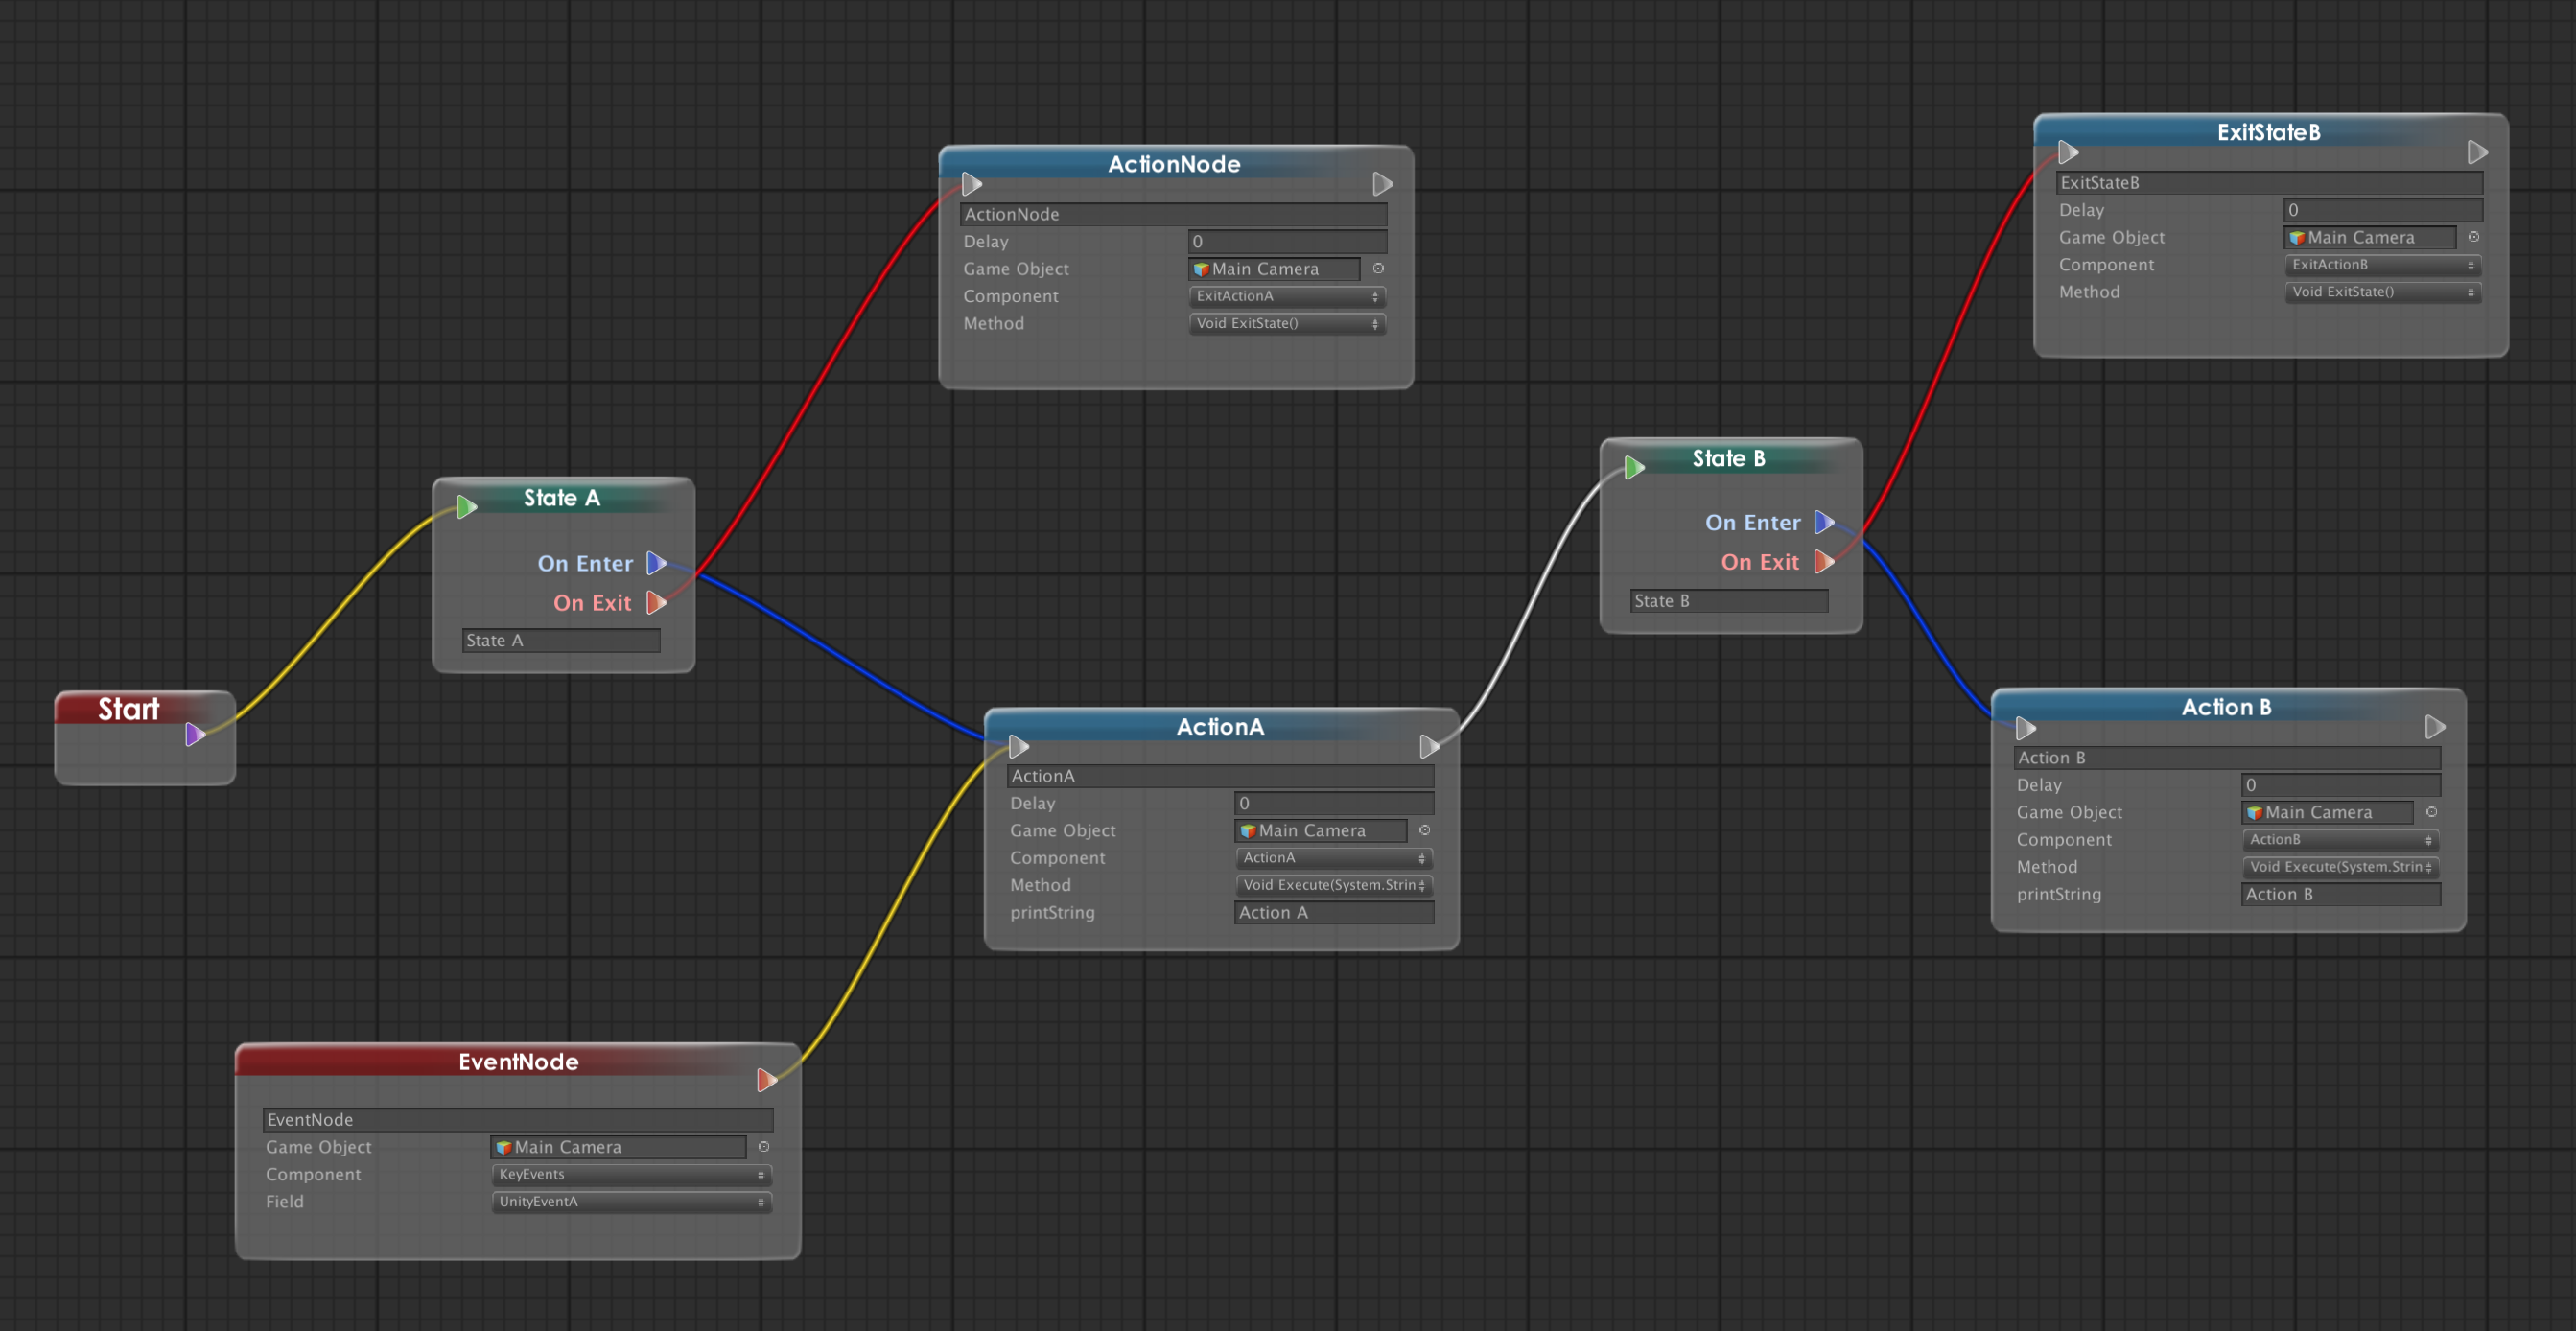 Start
State A
On Enter
On Exit
State A
ActionNode
ActionNode
Delay 0
Game Object Main Camera
Component ExitActionA
Method Void ExitState()
ActionA
ActionA
Delay 0
Game Object Main Camera
Component ActionA
Method Void Execute(System.Strin
printString Action A
EventNode
EventNode
Game Object Main Camera
Component KeyEvents
Field UnityEventA
State B
On Enter
On Exit
State B
ExitStateB
ExitStateB
Delay 0
Game Object Main Camera
Component ExitActionB
Method Void ExitState()
Action B
Action B
Delay 0
Game Object Main Camera
Component ActionB
Method Void Execute(System.Strin
printString Action B